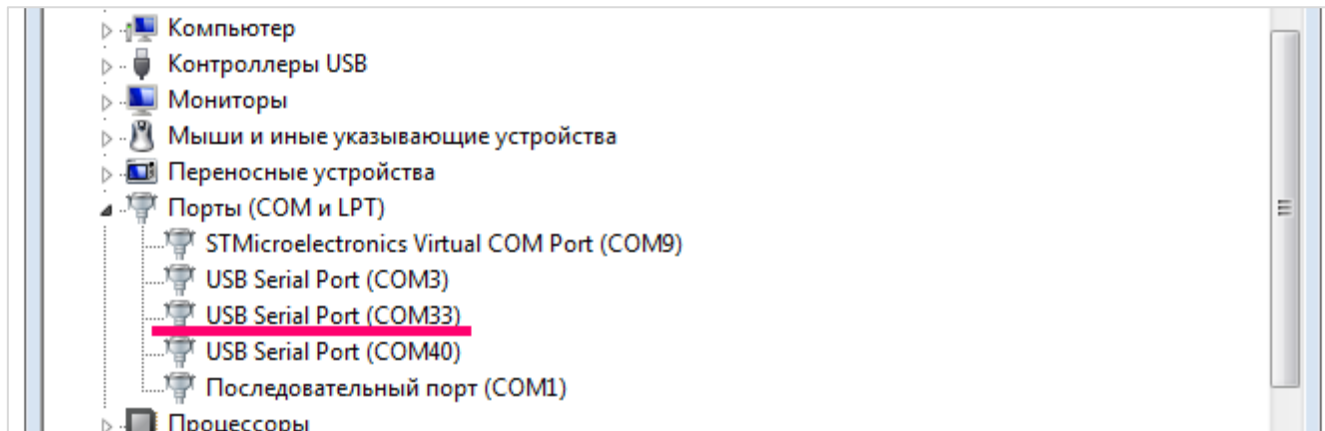 Компьютер
Контроллеры USB
Мониторы
Мыши и иные указывающие устройства
Переносные устройства
Порты (COM и LPT)
STMicroelectronics Virtual COM Port (COM9)
USB Serial Port (COM3)
USB Serial Port (COM33)
USB Serial Port (COM40)
Последовательный порт (COM1)
Процессоры